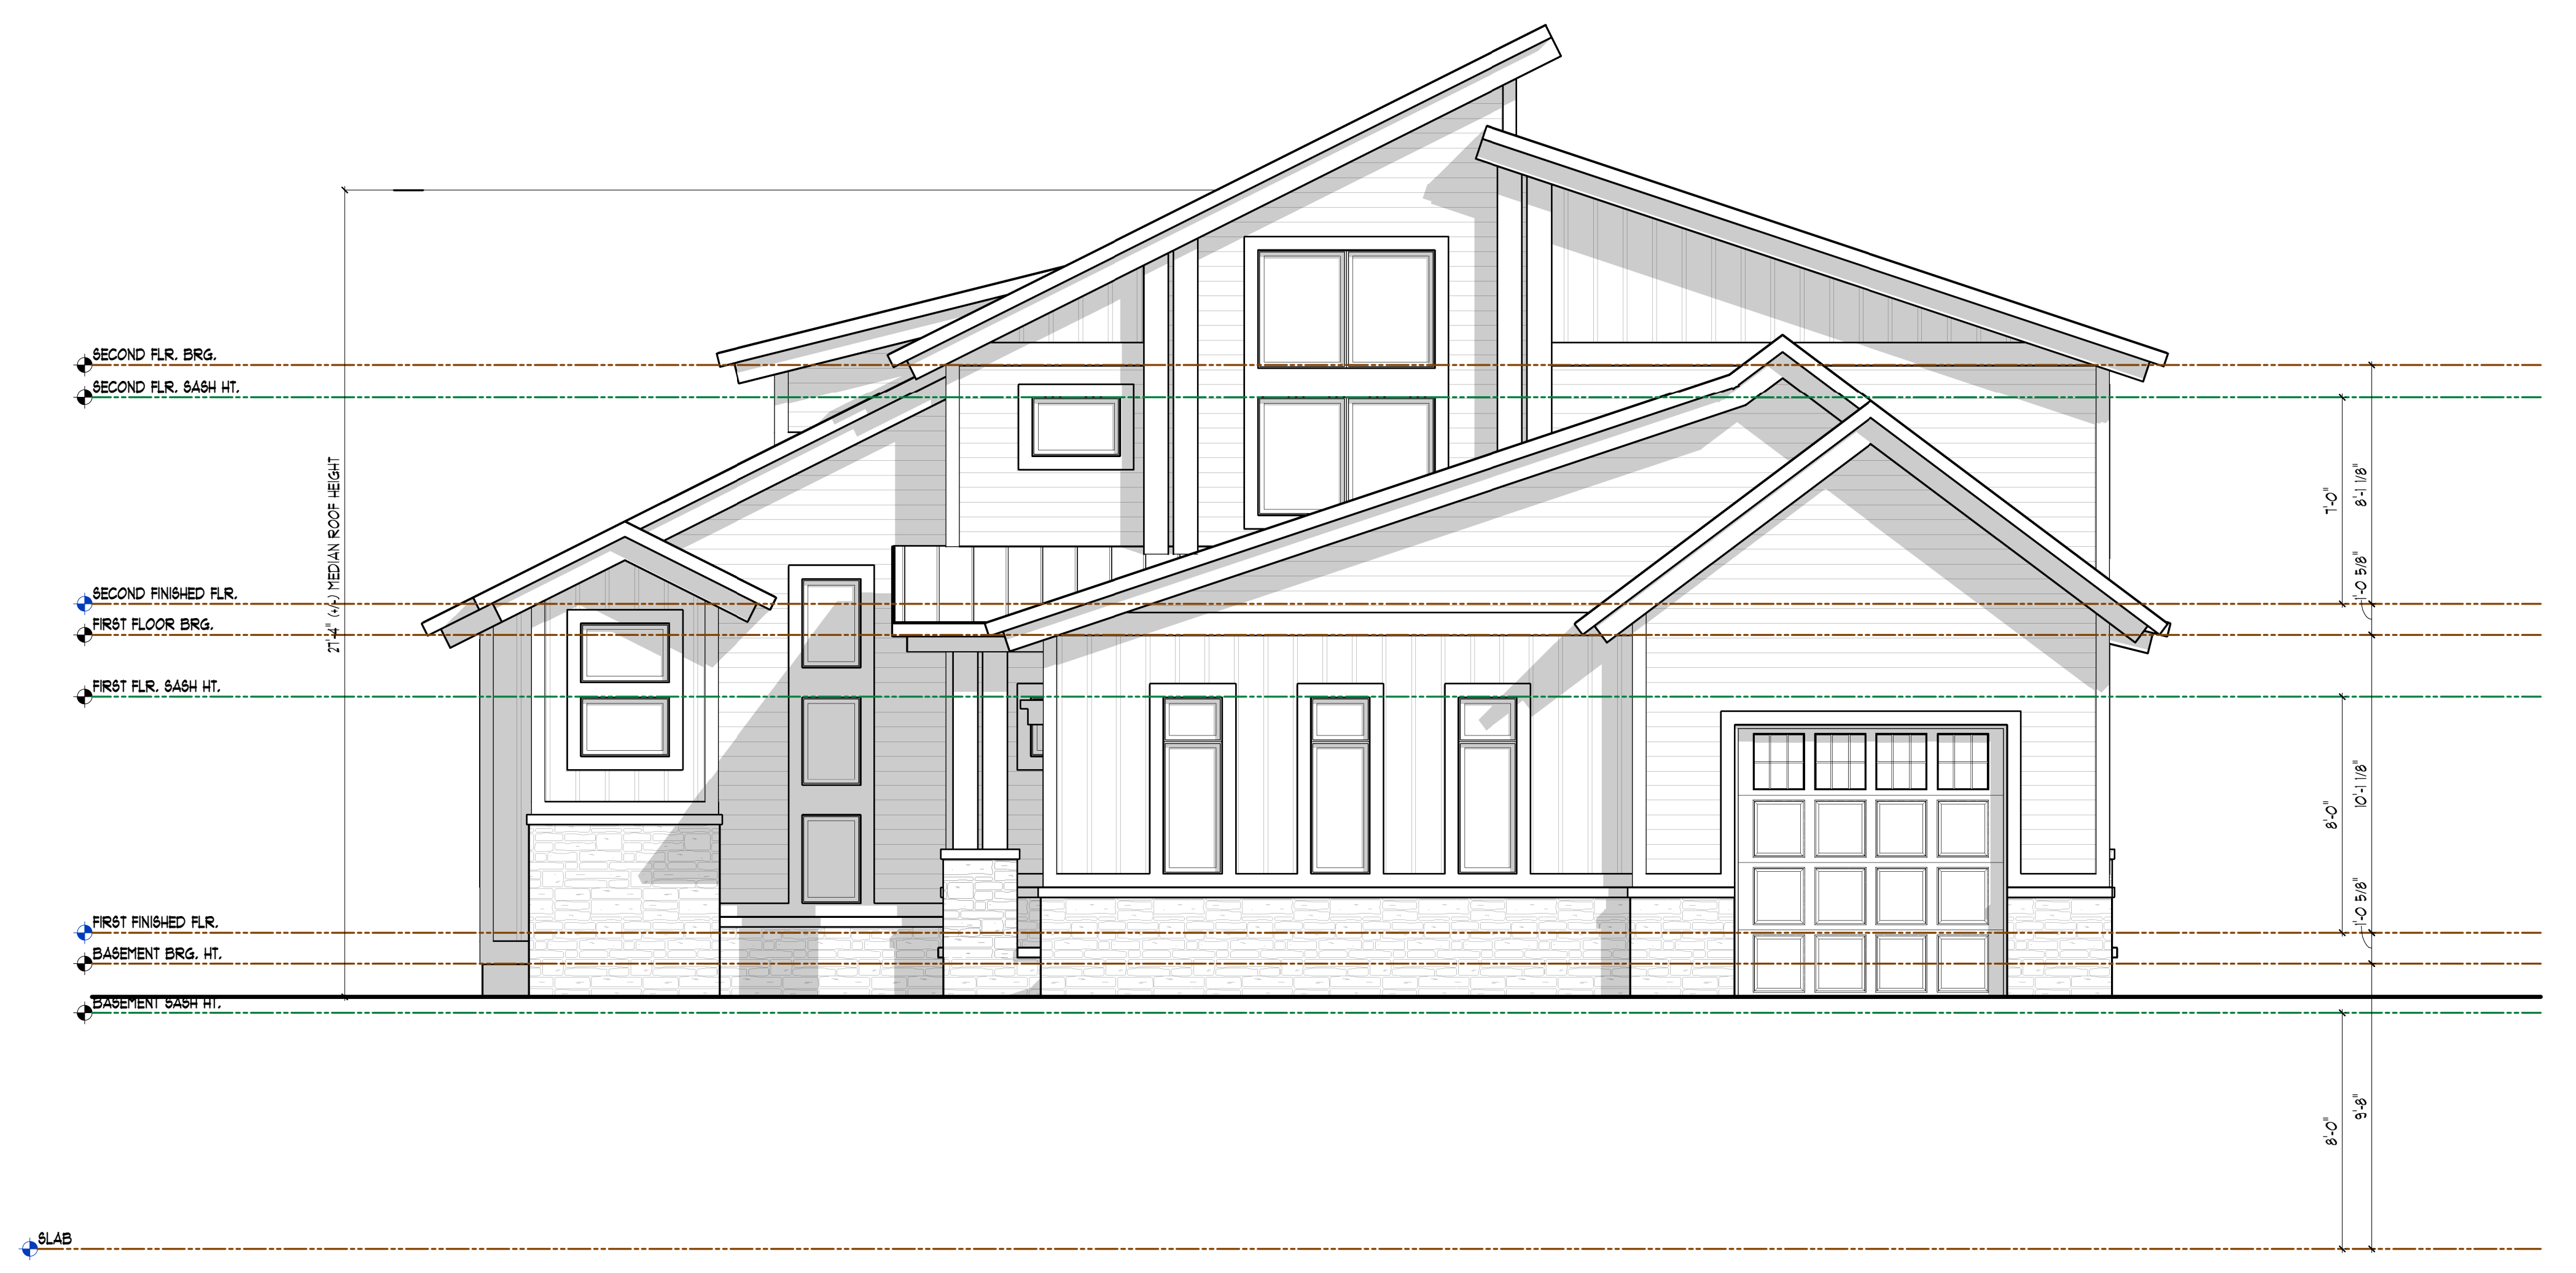 SECOND FLR. BRG.
SECOND FLR. SASH HT.
27'-4" (+/-) MEDIAN ROOF HEIGHT
SECOND FINISHED FLR.
FIRST FLOOR BRG.
FIRST FLR. SASH HT.
FIRST FINISHED FLR.
BASEMENT BRG. HT.
BASEMENT SASH HT.
SLAB
7'-0"
8'-1 1/8"
1'-0 5/8"
8'-0"
10'-1 1/8"
1'-0 5/8"
8'-0"
9'-8"